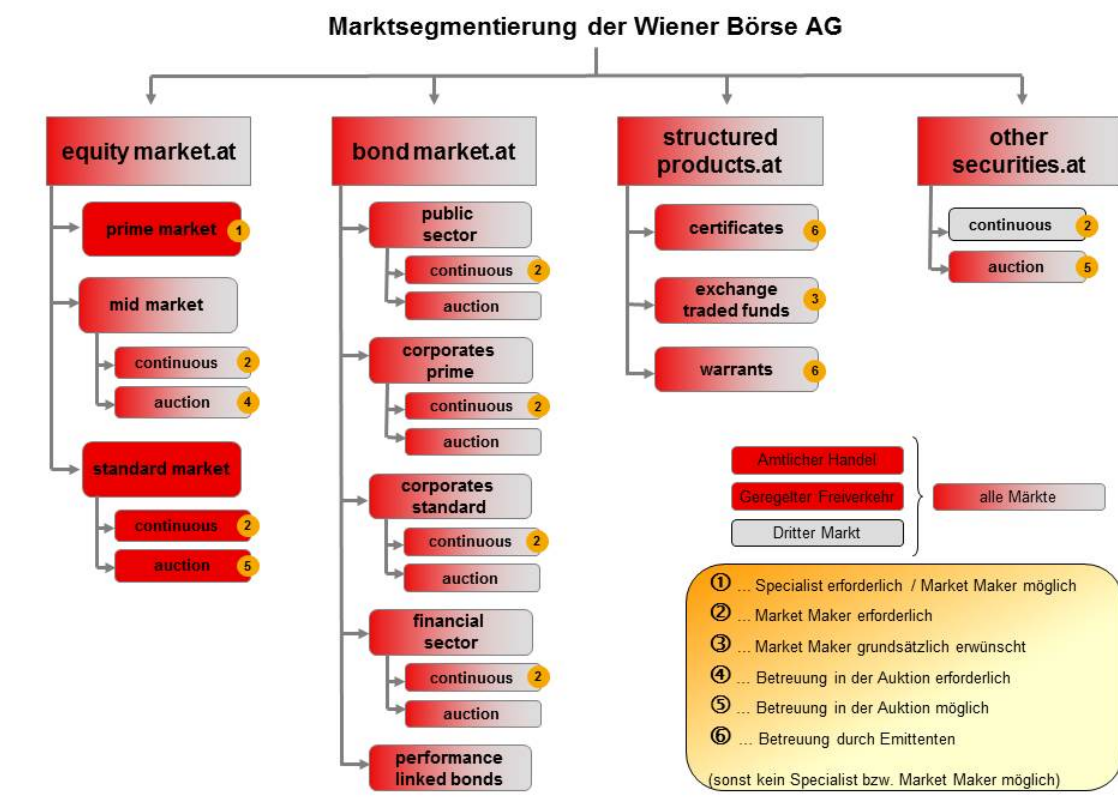 Marktsegmentierung der Wiener Börse AG
equity market.at
prime market 1
mid market
continuous 2
auction 4
standard market
continuous 2
auction 5
bond market.at
public
sector
continuous 2
auction
corporates
prime
continuous 2
auction
corporates
standard
continuous 2
auction
financial
sector
continuous 2
auction
performance
linked bonds
structured
products.at
certificates 6
exchange
traded funds 3
warrants 6
other
securities.at
continuous 2
auction 5
Amtlicher Handel
Geregelter Freiverkehr
Dritter Markt
alle Märkte
① ... Specialist erforderlich / Market Maker möglich
② ... Market Maker erforderlich
③ ... Market Maker grundsätzlich erwünscht
④ ... Betreuung in der Auktion erforderlich
⑤ ... Betreuung in der Auktion möglich
⑥ ... Betreuung durch Emittenten
(sonst kein Specialist bzw. Market Maker möglich)